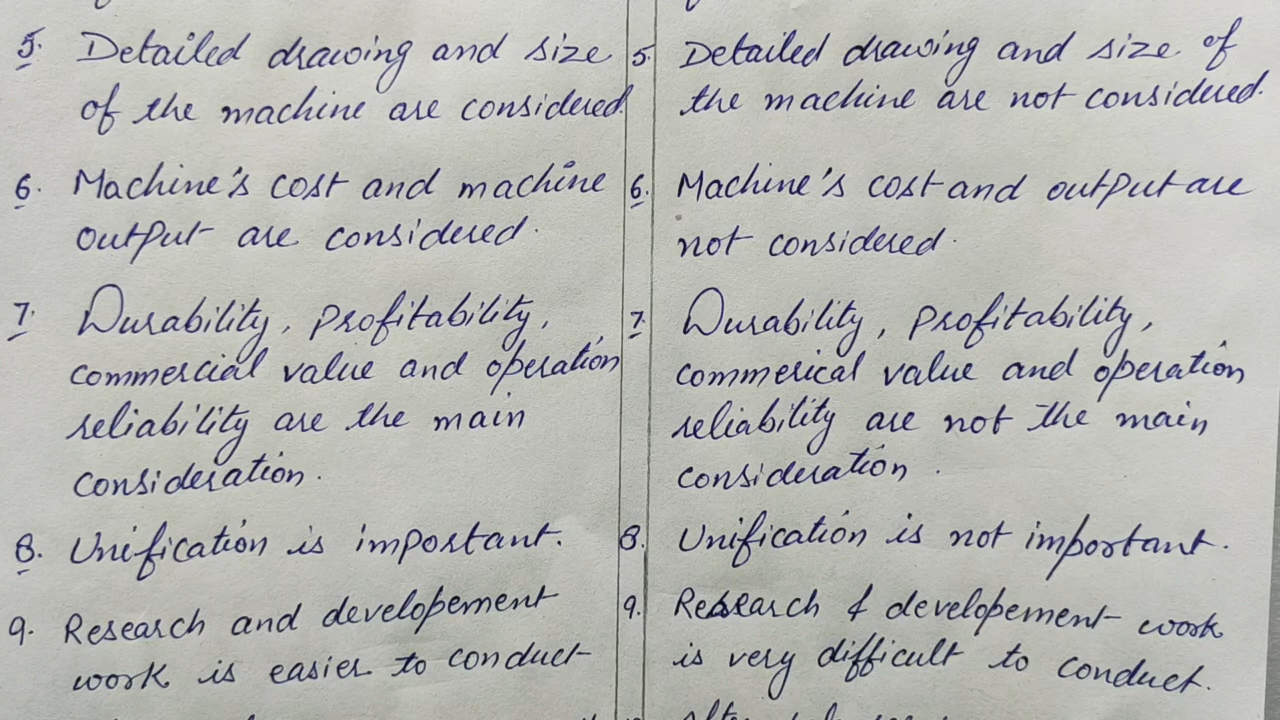 5. Detailed drawing and size
of the machine are considered
6. Machine's cost and machine
output are considered.
7. Durability, profitability,
commercial value and operation
reliability are the main
consideration.
8. Unification is important.
9. Research and developement
work is easier to conduct
5. Detailed drawing and size of
the machine are not considered.
6. Machine's cost and output are
not considered.
7. Durability, profitability,
commerical value and operation
reliability are not the main
consideration.
8. Unification is not important.
9. Research & developement work
is very difficult to conduct.